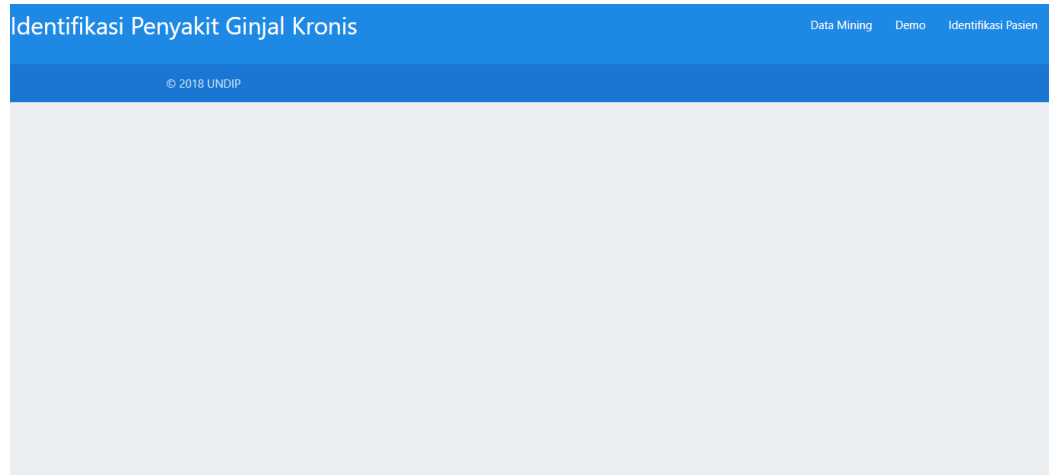 Identifikasi Penyakit Ginjal Kronis
Data Mining Demo Identifikasi Pasien
© 2018 UNDIP